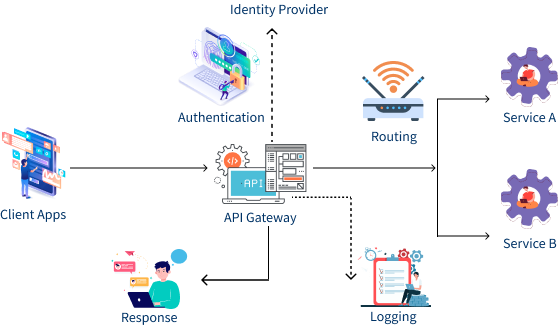 Identity Provider
Authentication
Routing
Service A
Client Apps
API
API Gateway
Service B
Response
Logging